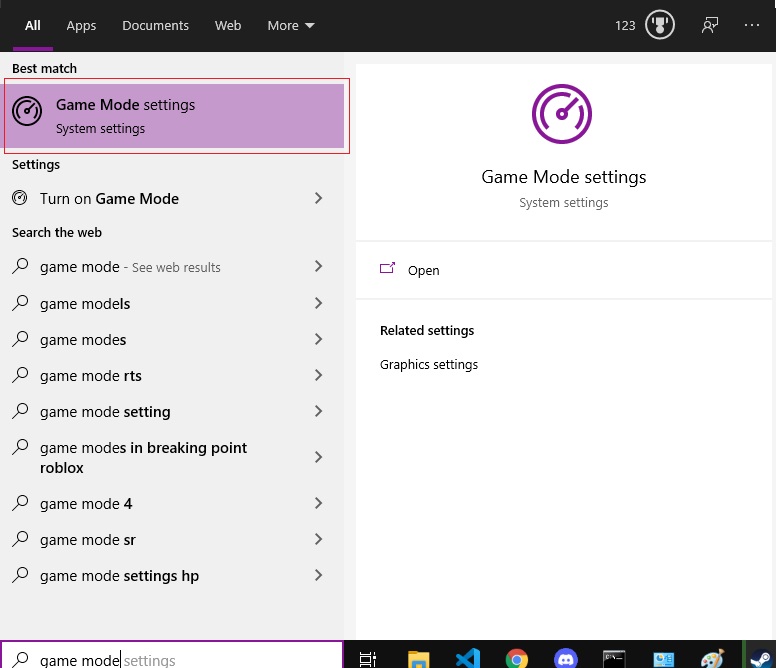 All Apps Documents Web More 123 ...
Best match
Game Mode settings
System settings
Settings
Turn on Game Mode
Search the web
game mode - See web results
game models
game modes
game mode rts
game mode setting
game modes in breaking point
roblox
game mode 4
game mode sr
game mode settings hp
game mode settings
Game Mode settings
System settings
Open
Related settings
Graphics settings